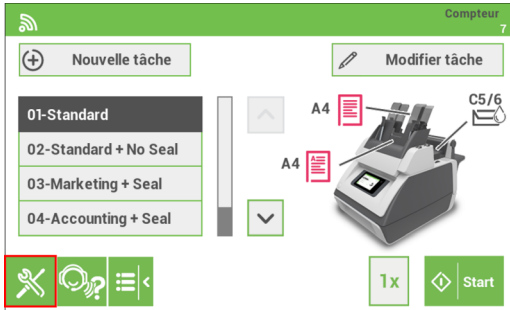 Compteur
7
Nouvelle tâche
Modifier tâche
01-Standard
02-Standard + No Seal
03-Marketing + Seal
04-Accounting + Seal
A4
C5/6
A4
?
1x
Start